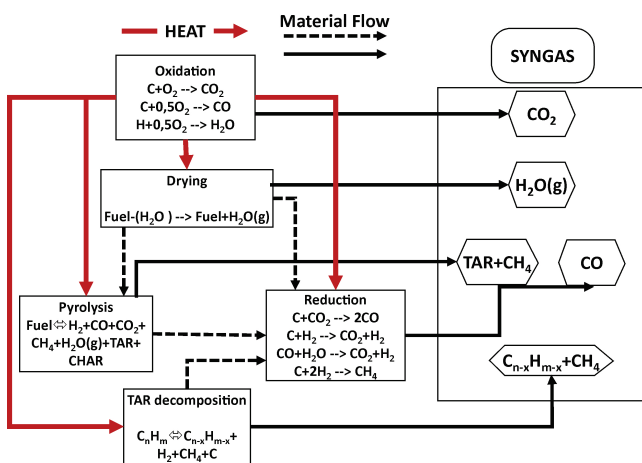 HEAT
Material Flow
SYNGAS
Oxidation
C+O₂ --> CO₂
C+0,5O₂ --> CO
H+0,5O₂ --> H₂O
CO₂
Drying
Fuel-(H₂O ) --> Fuel+H₂O(g)
H₂O(g)
TAR+CH₄
CO
Pyrolysis
Fuel⇔H₂+CO+CO₂+
CH₄+H₂O(g)+TAR+
CHAR
Reduction
C+CO₂ --> 2CO
C+H₂ --> CO₂+H₂
CO+H₂O --> CO₂+H₂
C+2H₂ --> CH₄
Cₙ₋ₓHₘ₋ₓ+CH₄
TAR decomposition
CₙHₘ⇔Cₙ₋ₓHₘ₋ₓ+
H₂+CH₄+C